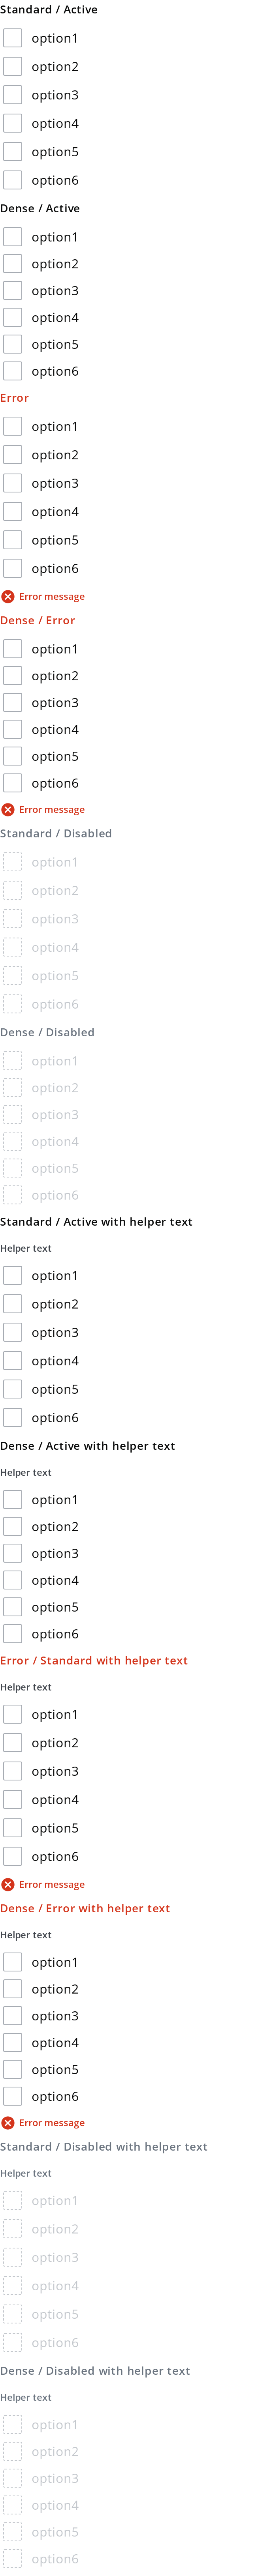 Standard / Active
option1
option2
option3
option4
option5
option6
Dense / Active
option1
option2
option3
option4
option5
option6
Error
option1
option2
option3
option4
option5
option6
Error message
Dense / Error
option1
option2
option3
option4
option5
option6
Error message
Standard / Disabled
option1
option2
option3
option4
option5
option6
Dense / Disabled
option1
option2
option3
option4
option5
option6
Standard / Active with helper text
Helper text
option1
option2
option3
option4
option5
option6
Dense / Active with helper text
Helper text
option1
option2
option3
option4
option5
option6
Error / Standard with helper text
Helper text
option1
option2
option3
option4
option5
option6
Error message
Dense / Error with helper text
Helper text
option1
option2
option3
option4
option5
option6
Error message
Standard / Disabled with helper text
Helper text
option1
option2
option3
option4
option5
option6
Dense / Disabled with helper text
Helper text
option1
option2
option3
option4
option5
option6